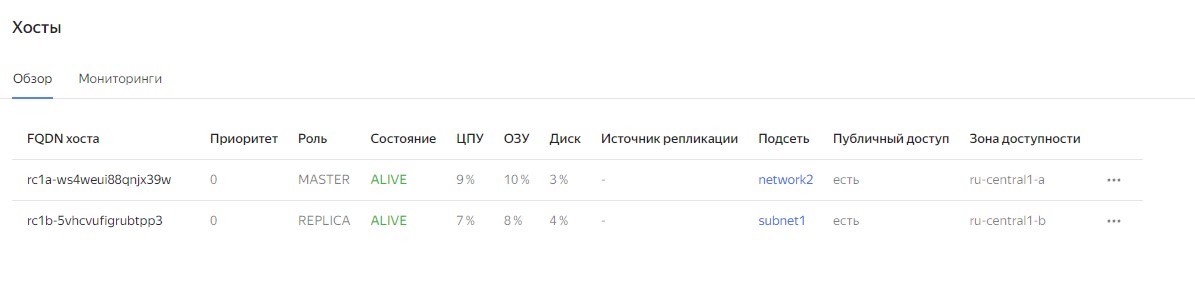 Хосты
Обзор Мониторинги
FQDN хоста Приоритет Роль Состояние ЦПУ ОЗУ Диск Источник репликации Подсеть Публичный доступ Зона доступности
rc1a-ws4weui88qnjx39w 0 MASTER ALIVE 9 % 10 % 3 % - network2 есть ru-central1-a
rc1b-5vhcvufigrubtpp3 0 REPLICA ALIVE 7 % 8 % 4 % - subnet1 есть ru-central1-b